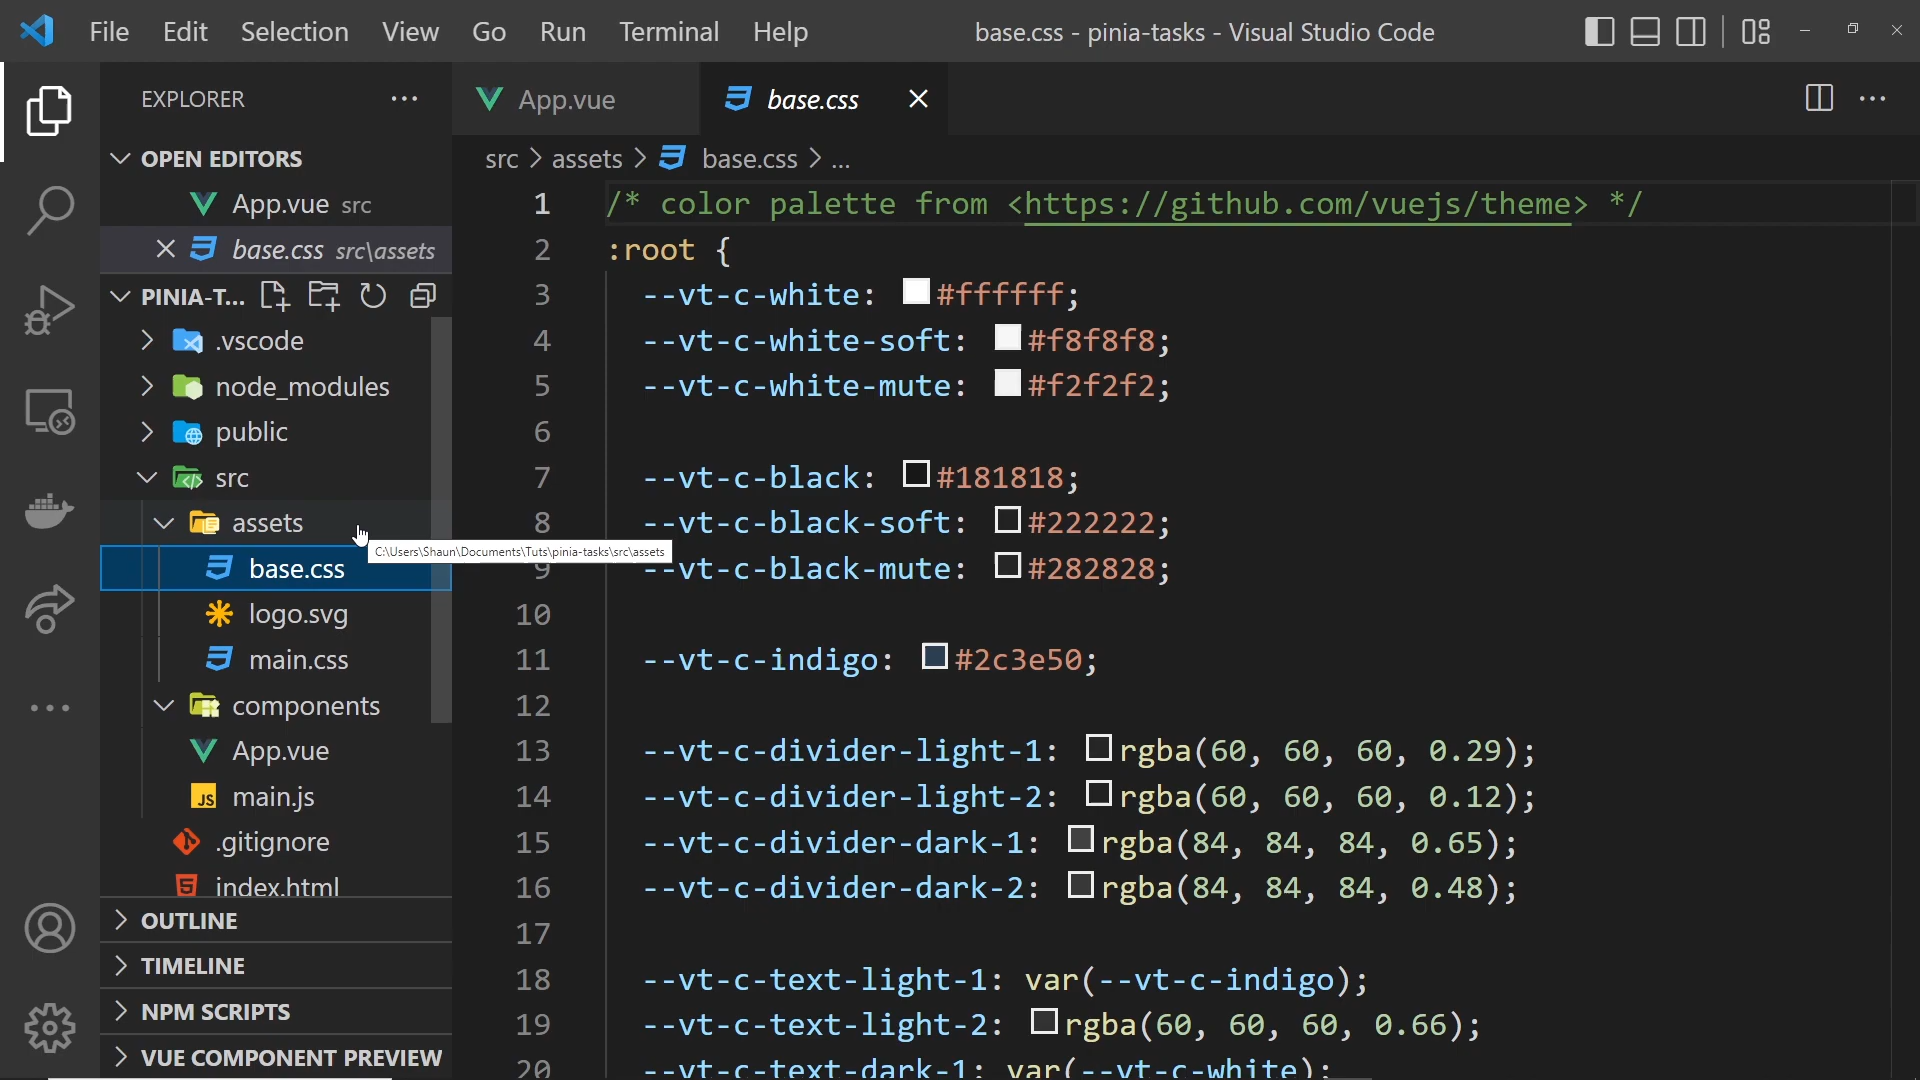 File Edit Selection View Go Run Terminal Help
base.css - pinia-tasks - Visual Studio Code
EXPLORER
OPEN EDITORS
App.vue src
base.css src\assets
PINIA-T...
.vscode
node_modules
public
src
assets
C:\Users\Shaun\Documents\Tuts\pinia-tasks\src\assets
base.css
logo.svg
main.css
components
App.vue
main.js
.gitignore
index.html
OUTLINE
TIMELINE
NPM SCRIPTS
VUE COMPONENT PREVIEW
App.vue
base.css
src > assets > base.css > ...
1 /* color palette from <https://github.com/vuejs/theme> */
2 :root {
3 --vt-c-white: #ffffff;
4 --vt-c-white-soft: #f8f8f8;
5 --vt-c-white-mute: #f2f2f2;
6
7 --vt-c-black: #181818;
8 --vt-c-black-soft: #222222;
9 --vt-c-black-mute: #282828;
10
11 --vt-c-indigo: #2c3e50;
12
13 --vt-c-divider-light-1: rgba(60, 60, 60, 0.29);
14 --vt-c-divider-light-2: rgba(60, 60, 60, 0.12);
15 --vt-c-divider-dark-1: rgba(84, 84, 84, 0.65);
16 --vt-c-divider-dark-2: rgba(84, 84, 84, 0.48);
17
18 --vt-c-text-light-1: var(--vt-c-indigo);
19 --vt-c-text-light-2: rgba(60, 60, 60, 0.66);
20 --vt-c-text-dark-1: var(--vt-c-white);